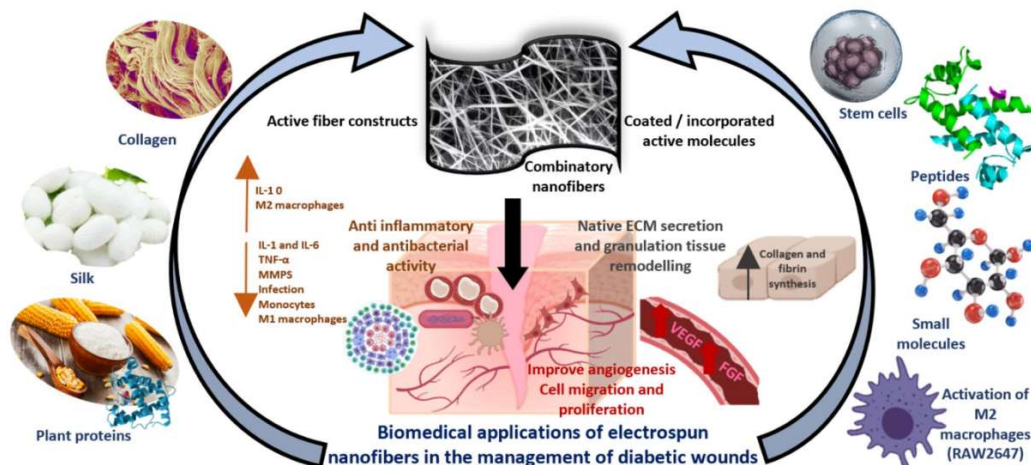 Collagen
Silk
Plant proteins
Active fiber constructs
Coated / incorporated
active molecules
Combinatory
nanofibers
IL-1 0
M2 macrophages
IL-1 and IL-6
TNF-α
MMPS
Infection
Monocytes
M1 macrophages
Anti inflammatory
and antibacterial
activity
Native ECM secretion
and granulation tissue
remodelling
Collagen and
fibrin
synthesis
VEGF
FGF
Improve angiogenesis
Cell migration and
proliferation
Biomedical applications of electrospun
nanofibers in the management of diabetic wounds
Stem cells
Peptides
Small
molecules
Activation of
M2
macrophages
(RAW2647)